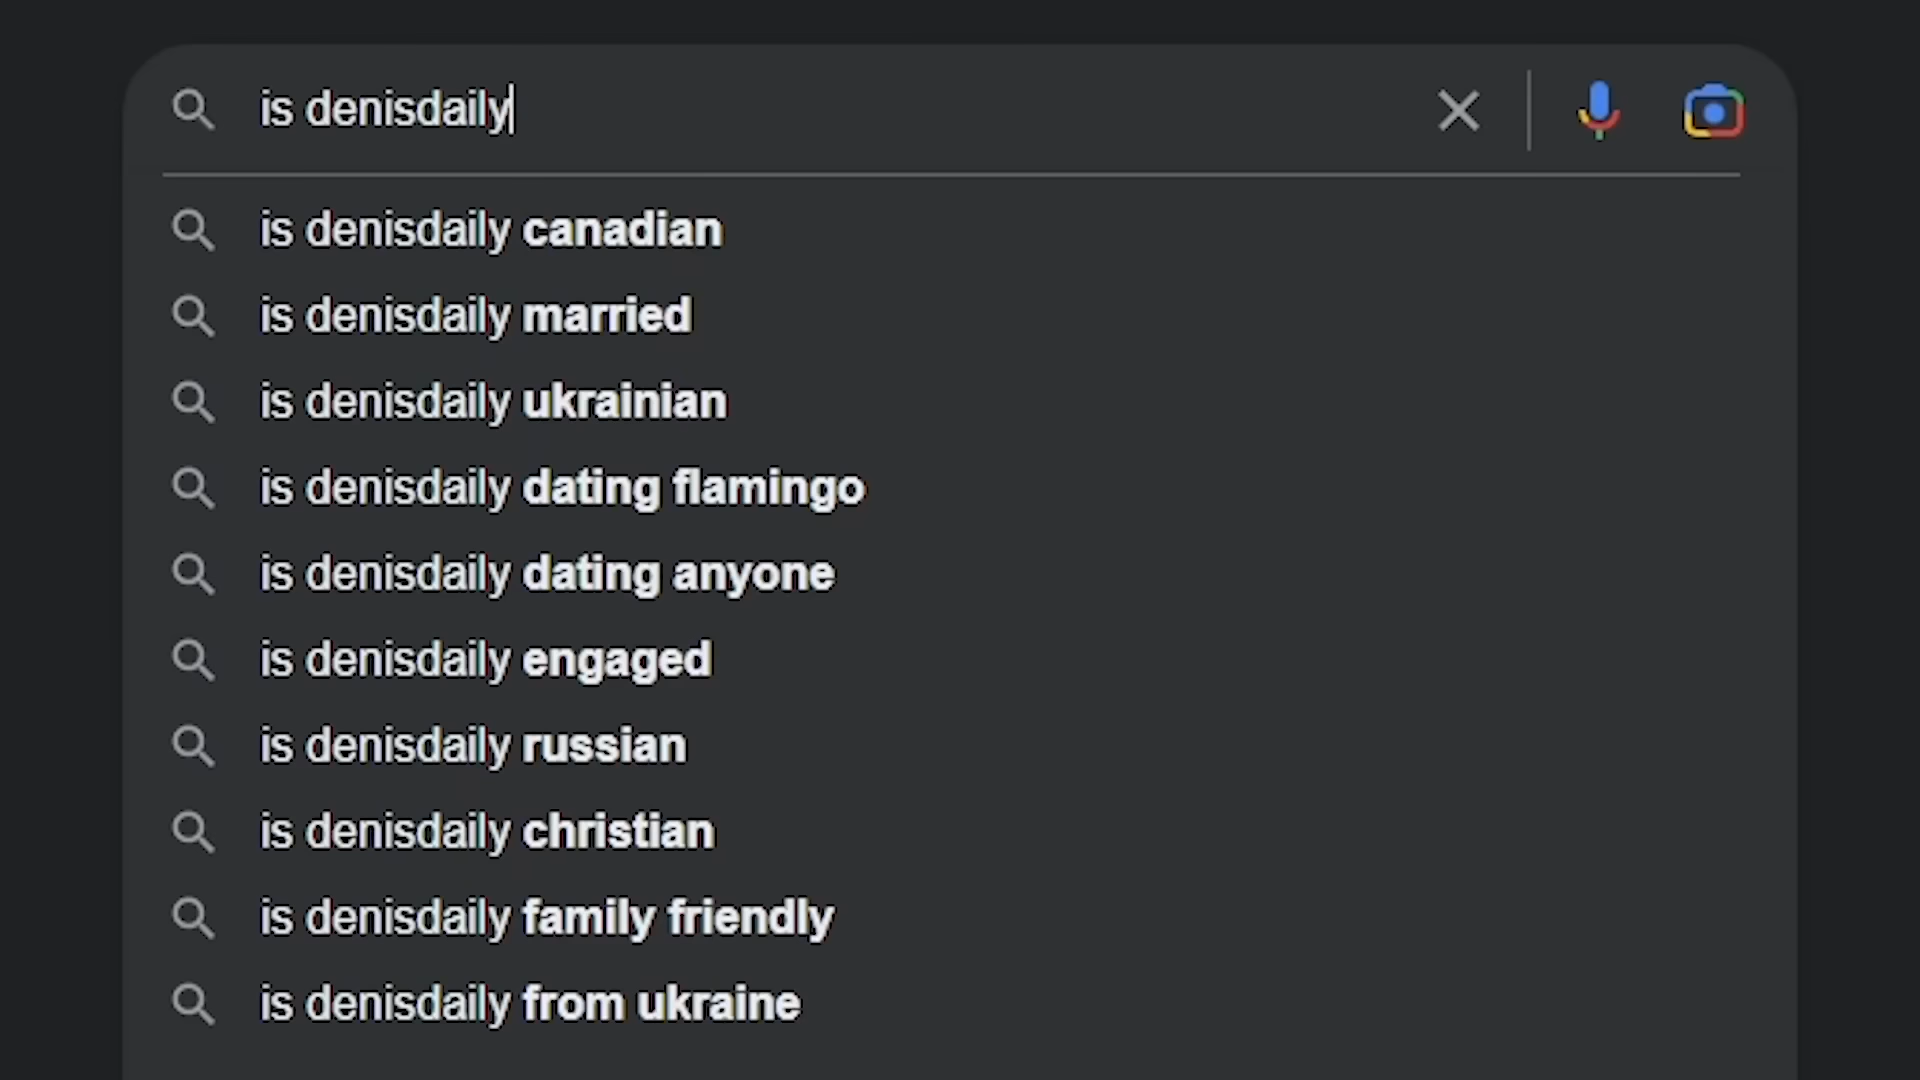 is denisdaily
is denisdaily canadian
is denisdaily married
is denisdaily ukrainian
is denisdaily dating flamingo
is denisdaily dating anyone
is denisdaily engaged
is denisdaily russian
is denisdaily christian
is denisdaily family friendly
is denisdaily from ukraine